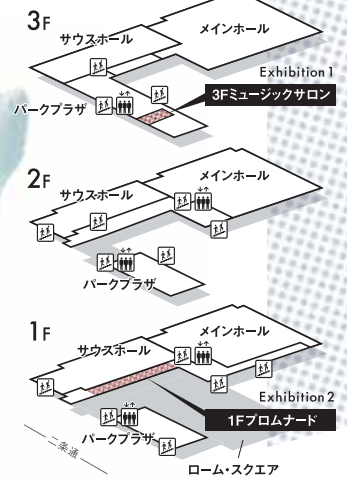 3F
メインホール
サウスホール
Exhibition 1
3Fミュージックサロン
パークプラザ
2F
メインホール
サウスホール
パークプラザ
1F
メインホール
サウスホール
Exhibition 2
1Fプロムナード
パークプラザ
二条通
ローム・スクエア